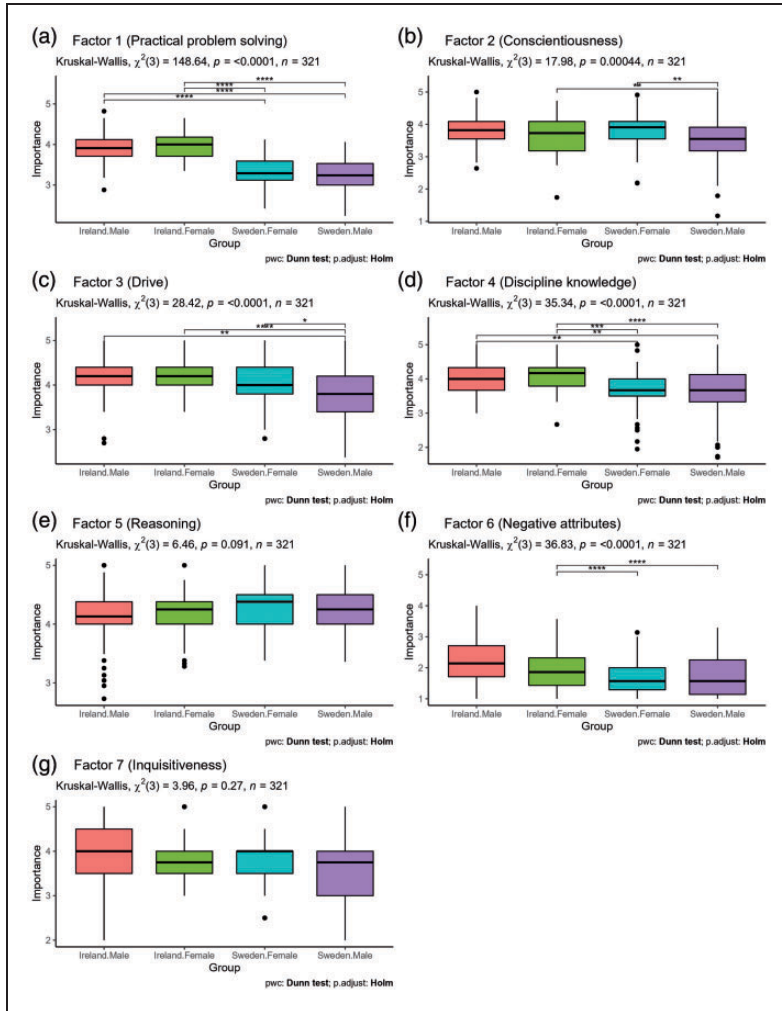 (a) Factor 1 (Practical problem solving)
Kruskal-Wallis, χ²(3) = 148.64, p = <0.0001, n = 321
****
****
****
****
Importance
5
4
3
Ireland.Male Ireland.Female Sweden.Female Sweden.Male
Group
pwc: Dunn test; p.adjust: Holm
(b) Factor 2 (Conscientiousness)
Kruskal-Wallis, χ²(3) = 17.98, p = 0.00044, n = 321
**
Importance
5
4
3
2
1
Ireland.Male Ireland.Female Sweden.Female Sweden.Male
Group
pwc: Dunn test; p.adjust: Holm
(c) Factor 3 (Drive)
Kruskal-Wallis, χ²(3) = 28.42, p = <0.0001, n = 321
*
****
**
Importance
5
4
3
Ireland.Male Ireland.Female Sweden.Female Sweden.Male
Group
pwc: Dunn test; p.adjust: Holm
(d) Factor 4 (Discipline knowledge)
Kruskal-Wallis, χ²(3) = 35.34, p = <0.0001, n = 321
****
***
**
**
Importance
5
4
3
2
Ireland.Male Ireland.Female Sweden.Female Sweden.Male
Group
pwc: Dunn test; p.adjust: Holm
(e) Factor 5 (Reasoning)
Kruskal-Wallis, χ²(3) = 6.46, p = 0.091, n = 321
Importance
5
4
3
Ireland.Male Ireland.Female Sweden.Female Sweden.Male
Group
pwc: Dunn test; p.adjust: Holm
(f) Factor 6 (Negative attributes)
Kruskal-Wallis, χ²(3) = 36.83, p = <0.0001, n = 321
****
****
Importance
5
4
3
2
1
Ireland.Male Ireland.Female Sweden.Female Sweden.Male
Group
pwc: Dunn test; p.adjust: Holm
(g) Factor 7 (Inquisitiveness)
Kruskal-Wallis, χ²(3) = 3.96, p = 0.27, n = 321
Importance
5
4
3
2
Ireland.Male Ireland.Female Sweden.Female Sweden.Male
Group
pwc: Dunn test; p.adjust: Holm